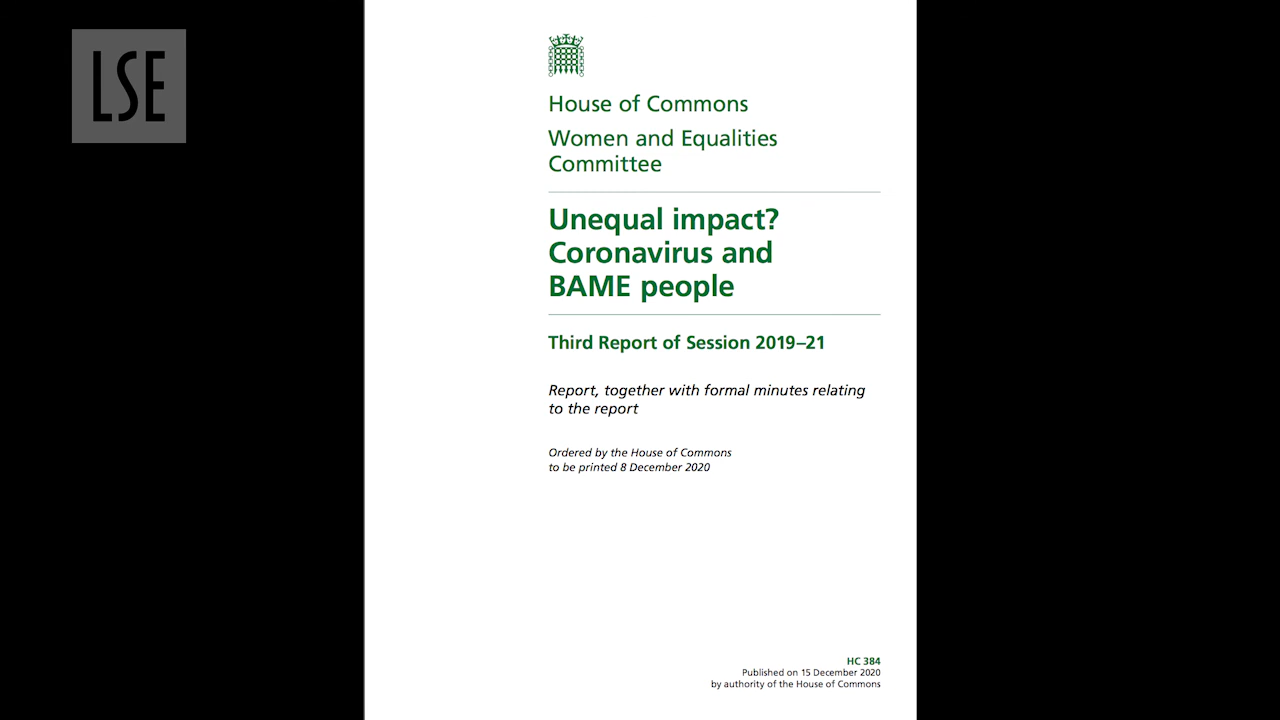 LSE
House of Commons
Women and Equalities
Committee
Unequal impact?
Coronavirus and
BAME people
Third Report of Session 2019–21
Report, together with formal minutes relating
to the report
Ordered by the House of Commons
to be printed 8 December 2020
HC 384
Published on 15 December 2020
by authority of the House of Commons